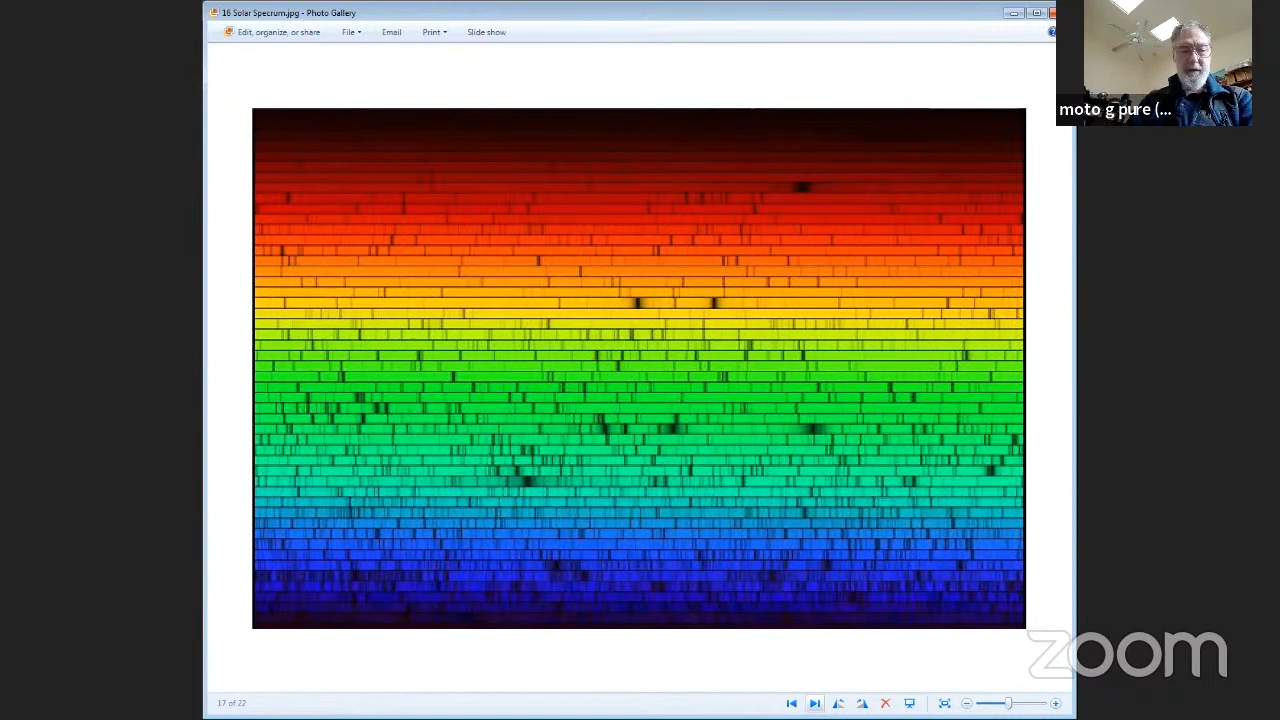 16 Solar Specrum.jpg - Photo Gallery
Edit, organize, or share File Email Print Slide show
moto g pure (...
zoom
17 of 22